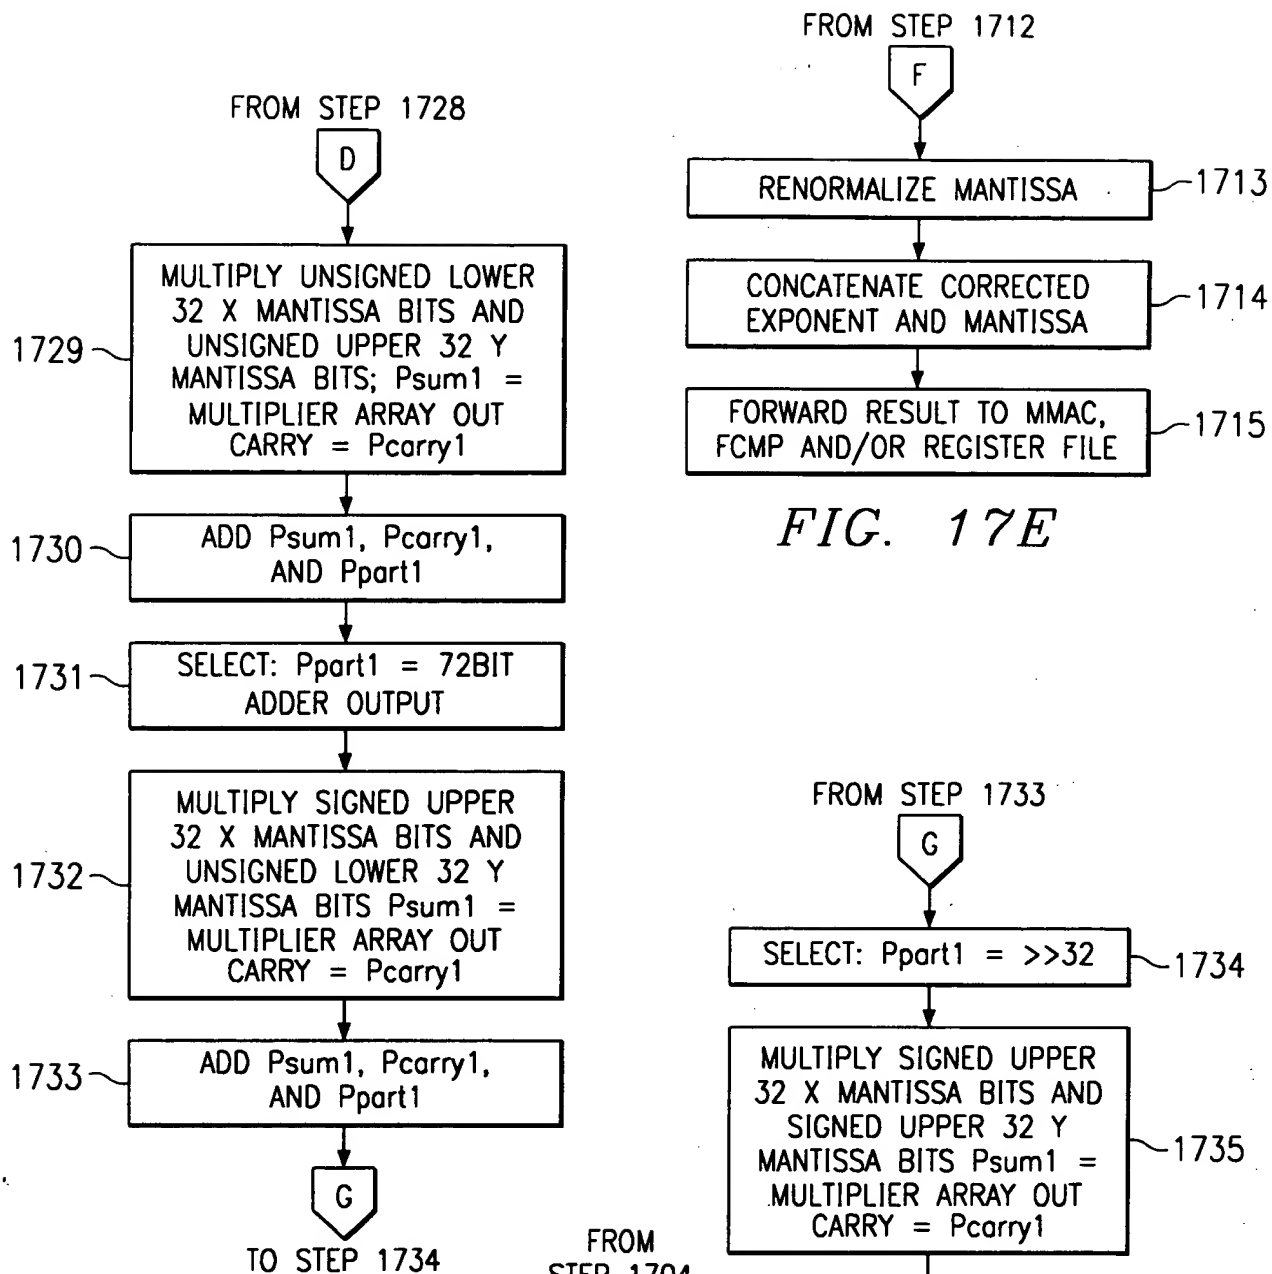 FROM STEP 1728
D
MULTIPLY UNSIGNED LOWER
32 X MANTISSA BITS AND
UNSIGNED UPPER 32 Y
MANTISSA BITS; Psum1 =
MULTIPLIER ARRAY OUT
CARRY = Pcarry1
1729
ADD Psum1, Pcarry1,
AND Ppart1
1730
SELECT: Ppart1 = 72BIT
ADDER OUTPUT
1731
MULTIPLY SIGNED UPPER
32 X MANTISSA BITS AND
UNSIGNED LOWER 32 Y
MANTISSA BITS Psum1 =
MULTIPLIER ARRAY OUT
CARRY = Pcarry1
1732
ADD Psum1, Pcarry1,
AND Ppart1
1733
G
TO STEP 1734
FROM STEP 1712
F
RENORMALIZE MANTISSA
1713
CONCATENATE CORRECTED
EXPONENT AND MANTISSA
1714
FORWARD RESULT TO MMAC,
FCMP AND/OR REGISTER FILE
1715
FIG. 17E
FROM STEP 1733
G
SELECT: Ppart1 = >>32
1734
MULTIPLY SIGNED UPPER
32 X MANTISSA BITS AND
SIGNED UPPER 32 Y
MANTISSA BITS Psum1 =
MULTIPLIER ARRAY OUT
CARRY = Pcarry1
1735
FROM
STEP 1704